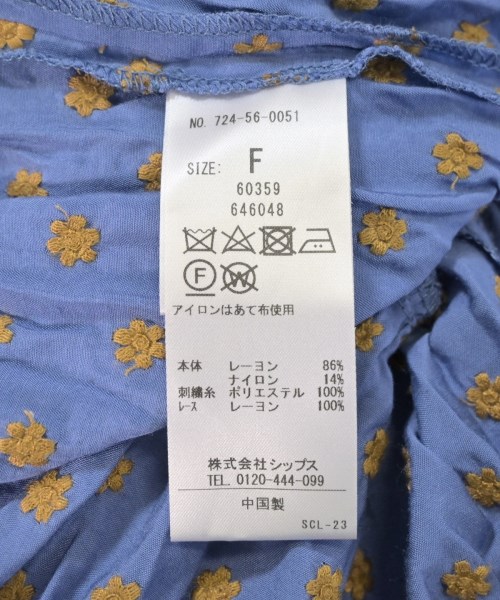 NO. 724-56-0051
SIZE: F
60359
646048
F W
アイロンはあて布使用
本体 レーヨン 86%
ナイロン 14%
刺繍糸 ポリエステル 100%
レース レーヨン 100%
株式会社シップス
TEL. 0120-444-099
中国製
SCL-23